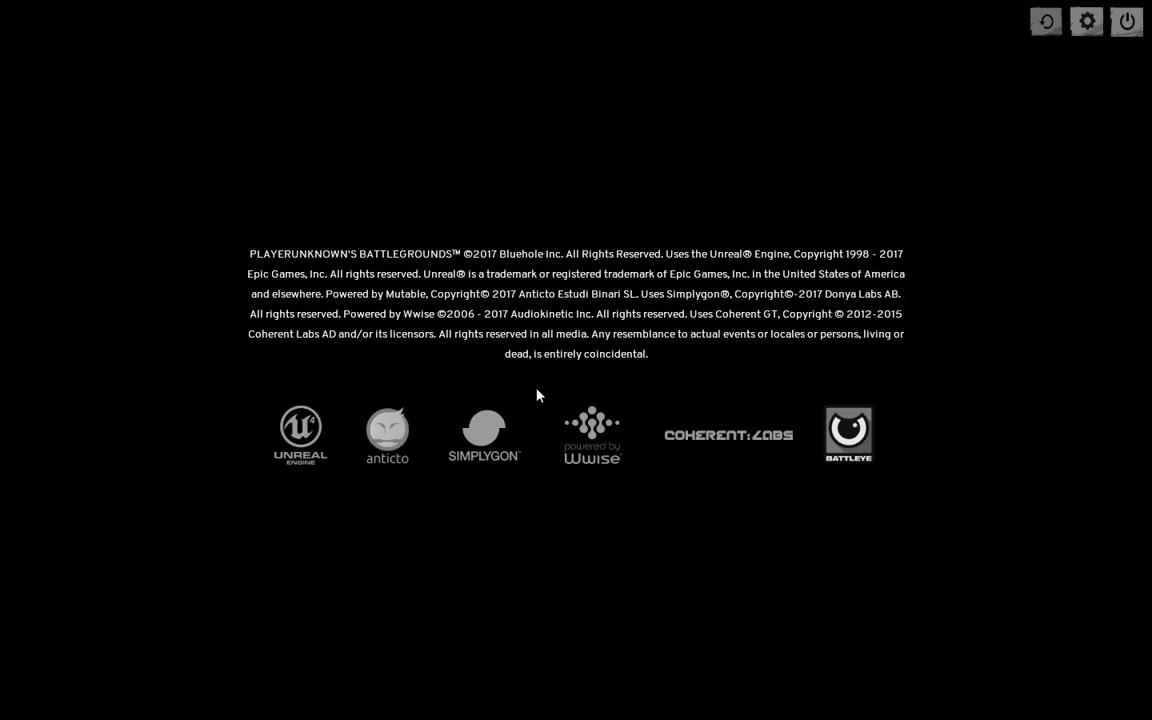 PLAYERUNKNOWN'S BATTLEGROUNDS™ ©2017 Bluehole Inc. All Rights Reserved. Uses the Unreal® Engine, Copyright 1998 - 2017
Epic Games, Inc. All rights reserved. Unreal® is a trademark or registered trademark of Epic Games, Inc. in the United States of America
and elsewhere. Powered by Mutable, Copyright© 2017 Anticto Estudi Binari SL. Uses Simplygon®, Copyright©-2017 Donya Labs AB.
All rights reserved. Powered by Wwise ©2006 - 2017 Audiokinetic Inc. All rights reserved. Uses Coherent GT, Copyright © 2012-2015
Coherent Labs AD and/or its licensors. All rights reserved in all media. Any resemblance to actual events or locales or persons, living or
dead, is entirely coincidental.
4
UNREAL
ENGINE
anticto
SIMPLYGON™
powered by
Wwise
COHERENT:LABS
BATTLEYE